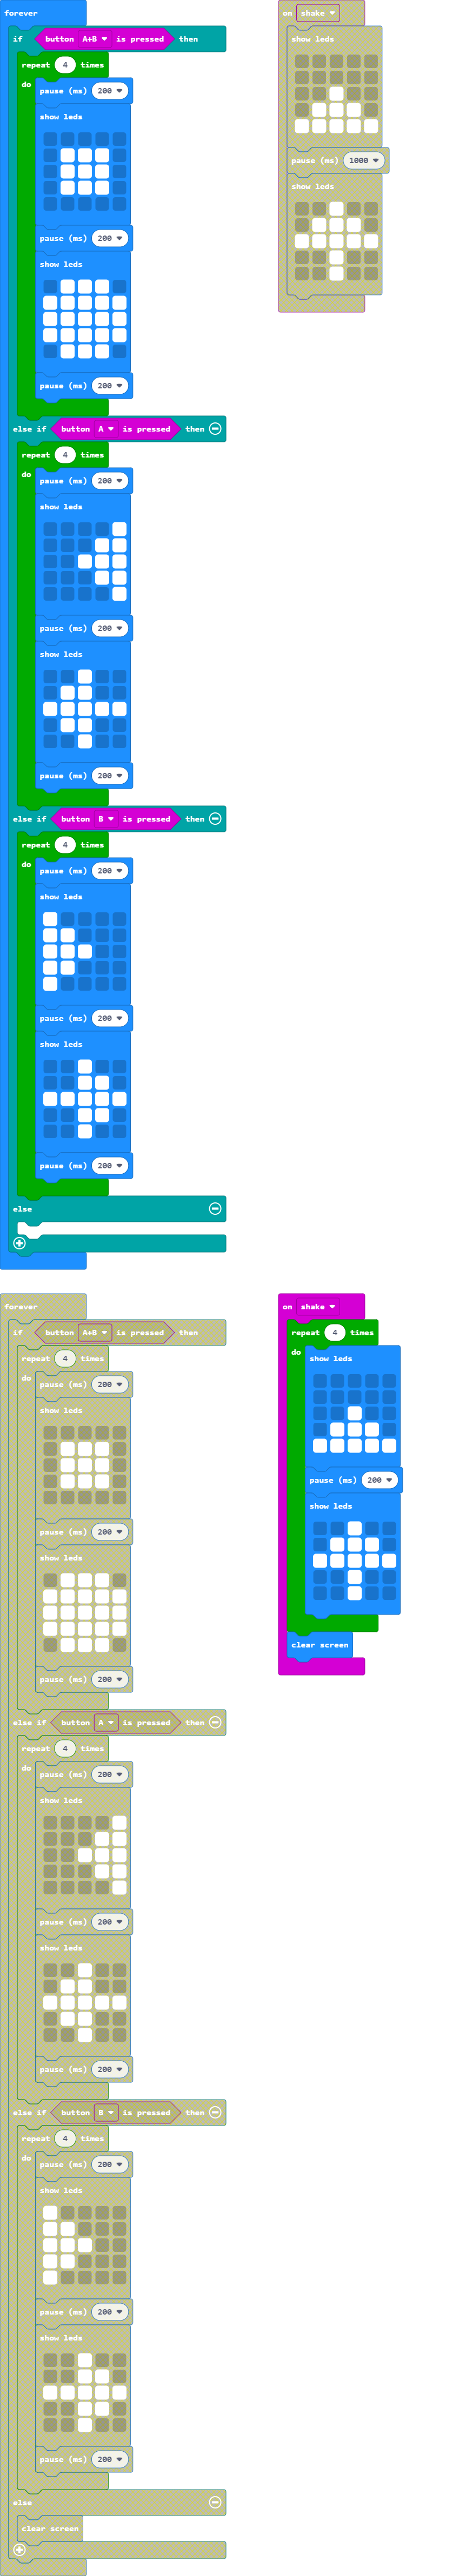 forever
if button A+B is pressed then
repeat 4 times
do pause (ms) 200
show leds
pause (ms) 200
show leds
pause (ms) 200
else if button A is pressed then
repeat 4 times
do pause (ms) 200
show leds
pause (ms) 200
show leds
pause (ms) 200
else if button B is pressed then
repeat 4 times
do pause (ms) 200
show leds
pause (ms) 200
show leds
pause (ms) 200
else
on shake
show leds
pause (ms) 1000
show leds
forever
if button A+B is pressed then
repeat 4 times
do pause (ms) 200
show leds
pause (ms) 200
show leds
pause (ms) 200
else if button A is pressed then
repeat 4 times
do pause (ms) 200
show leds
pause (ms) 200
show leds
pause (ms) 200
else if button B is pressed then
repeat 4 times
do pause (ms) 200
show leds
pause (ms) 200
show leds
pause (ms) 200
else
clear screen
on shake
repeat 4 times
do show leds
pause (ms) 200
show leds
clear screen